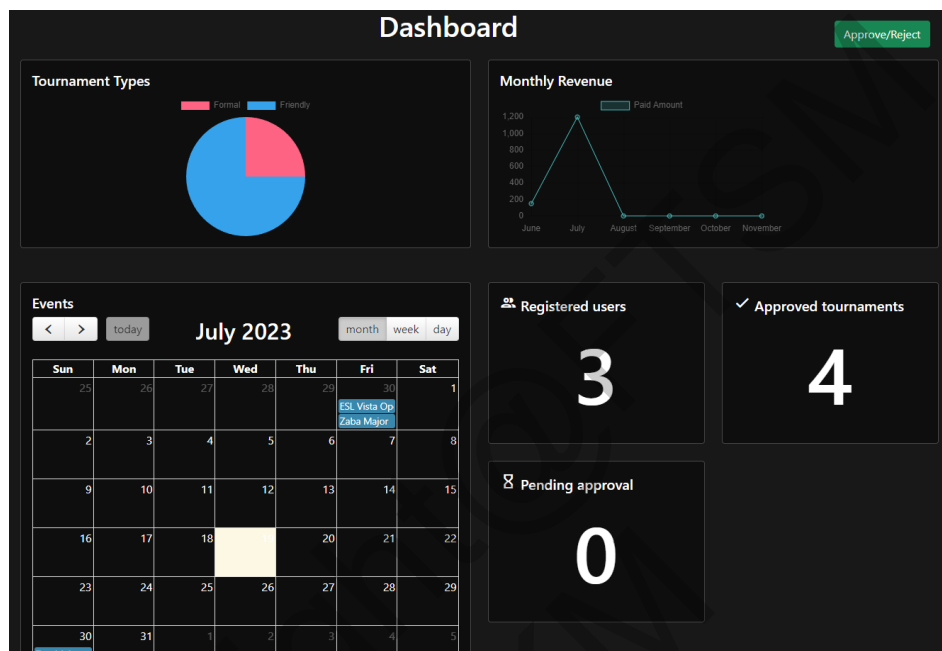 Dashboard
Approve/Reject
Tournament Types
Formal Friendly
Monthly Revenue
Paid Amount
1,200
1,000
800
600
400
200
0
June July August September October November
Events
< > today July 2023 month week day
Sun Mon Tue Wed Thu Fri Sat
25 26 27 28 29 30 1
ESL Vista Op
Zaba Major
2 3 4 5 6 7 8
9 10 11 12 13 14 15
16 17 18 20 21 22
23 24 25 26 27 28 29
30 31 1 2 3 4 5
Registered users
3
Approved tournaments
4
Pending approval
0